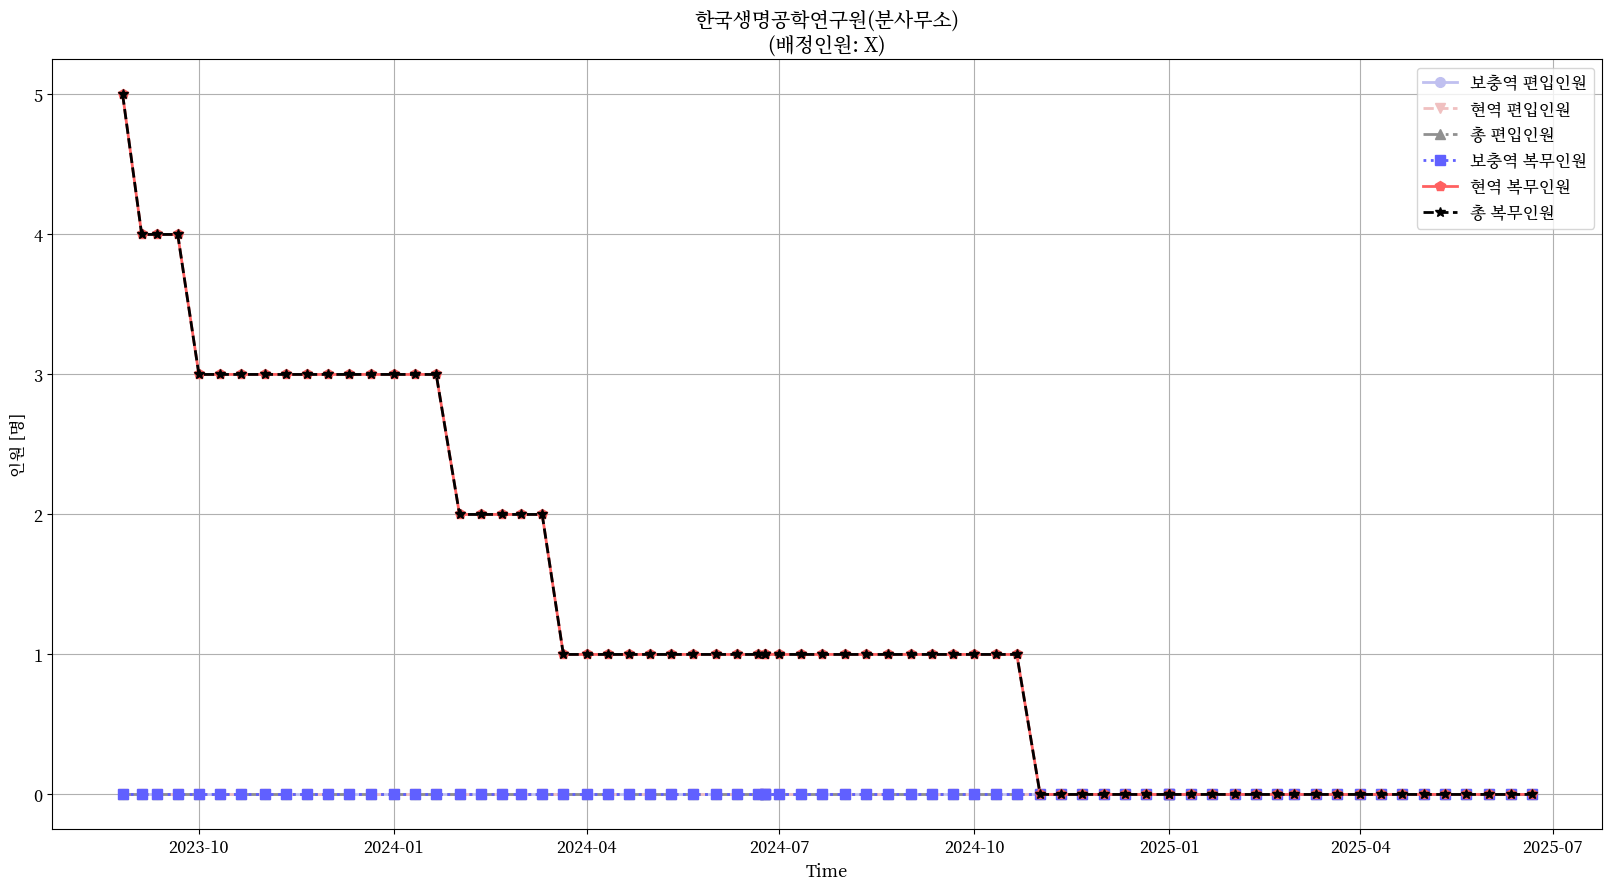 한국생명공학연구원(분사무소)
(배정인원: X)
보충역 편입인원
현역 편입인원
총 편입인원
보충역 복무인원
현역 복무인원
총 복무인원
인원 [명]
5
4
3
2
1
0
2023-10
2024-01
2024-04
2024-07
2024-10
2025-01
2025-04
2025-07
Time